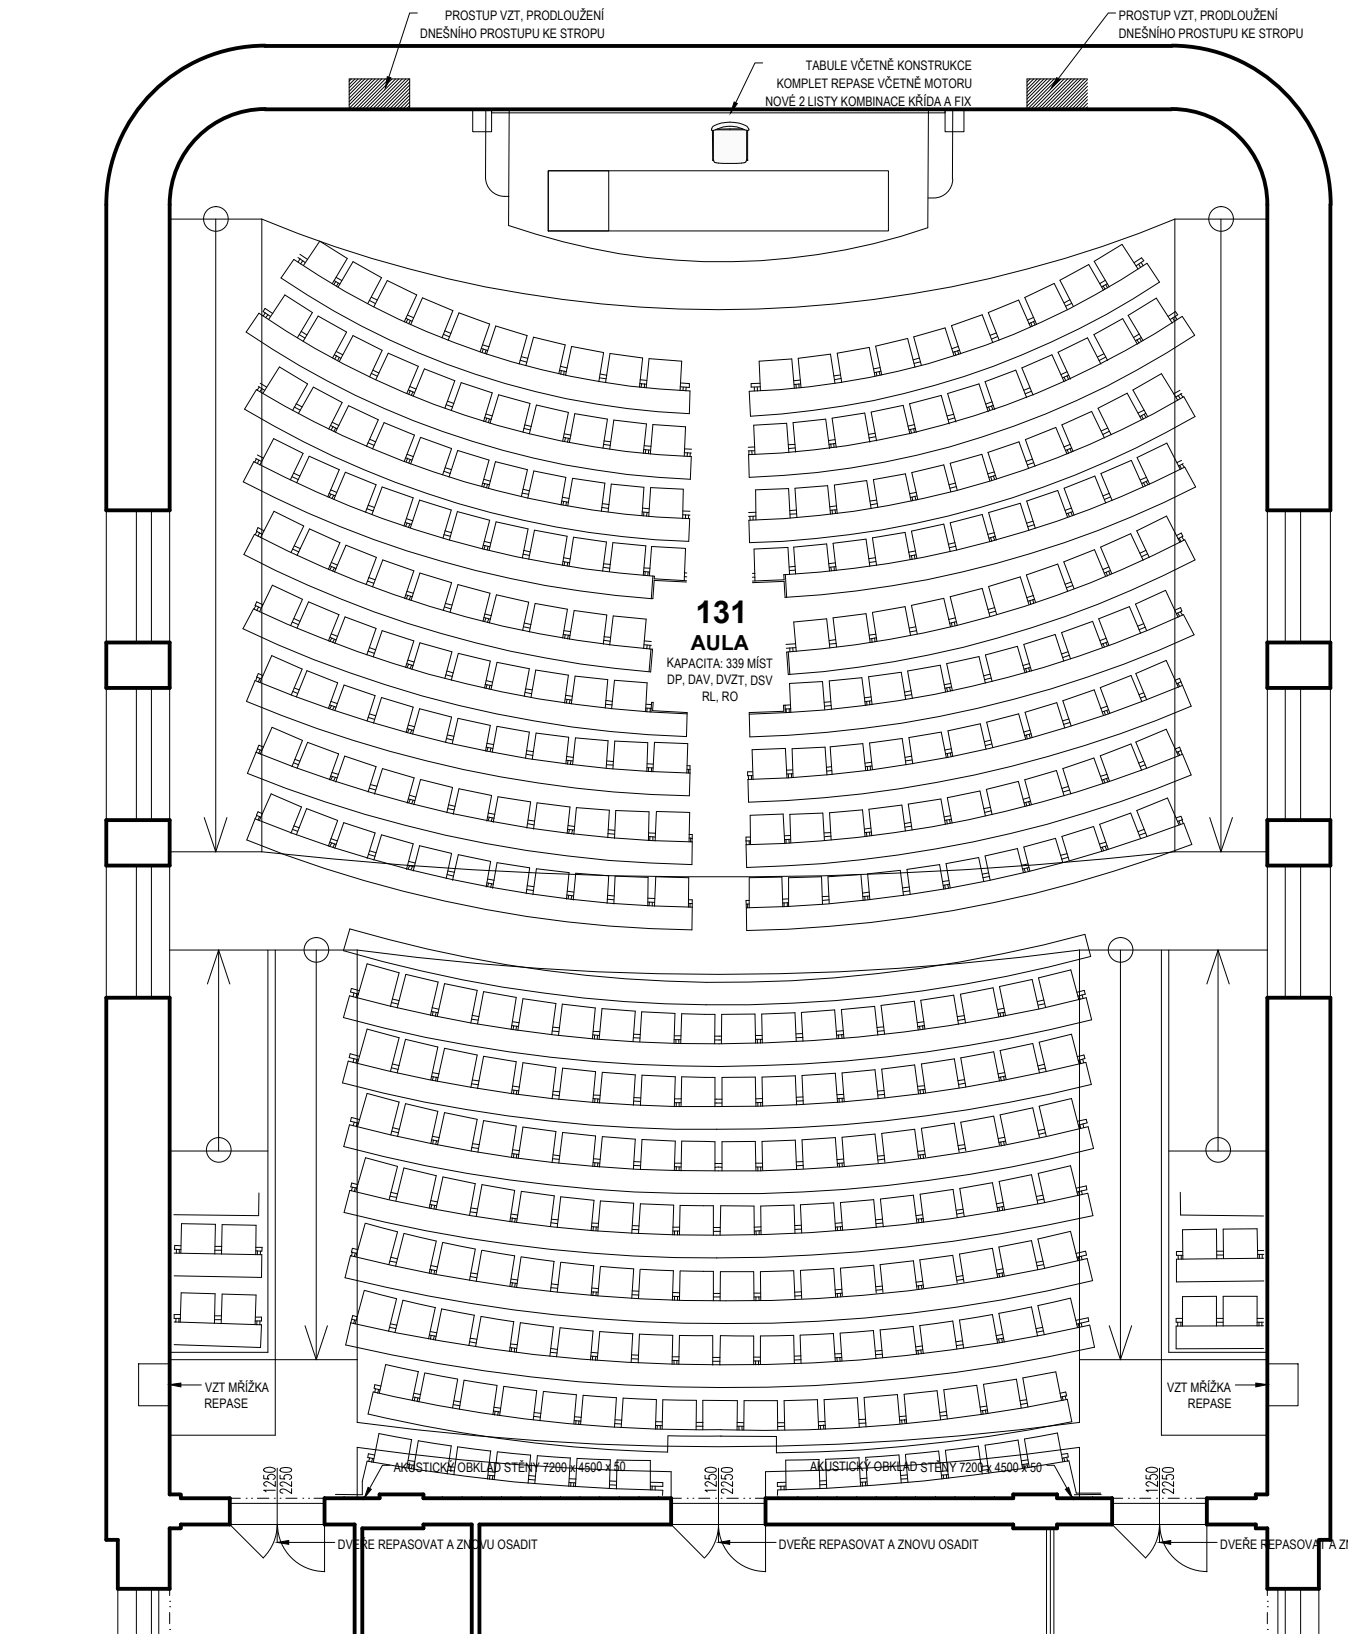 PROSTUP VZT, PRODLOUŽENÍ
DNEŠNÍHO PROSTUPU KE STROPU
PROSTUP VZT, PRODLOUŽENÍ
DNEŠNÍHO PROSTUPU KE STROPU
TABULE VČETNĚ KONSTRUKCE
KOMPLET REPASE VČETNĚ MOTORU
NOVÉ 2 LISTY KOMBINACE KŘÍDA A FIX
131
AULA
KAPACITA: 339 MÍST
DP, DAV, DVZT, DSV
RL, RO
VZT MŘÍŽKA
REPASE
VZT MŘÍŽKA
REPASE
AKUSTICKÝ OBKLAD STĚNY 7200 x 4500 x 50
AKUSTICKÝ OBKLAD STĚNY 7200 x 4500 x 50
1250
2250
1250
2250
1250
2250
DVEŘE REPASOVAT A ZNOVU OSADIT
DVEŘE REPASOVAT A ZNOVU OSADIT
DVEŘE REPASOVAT A